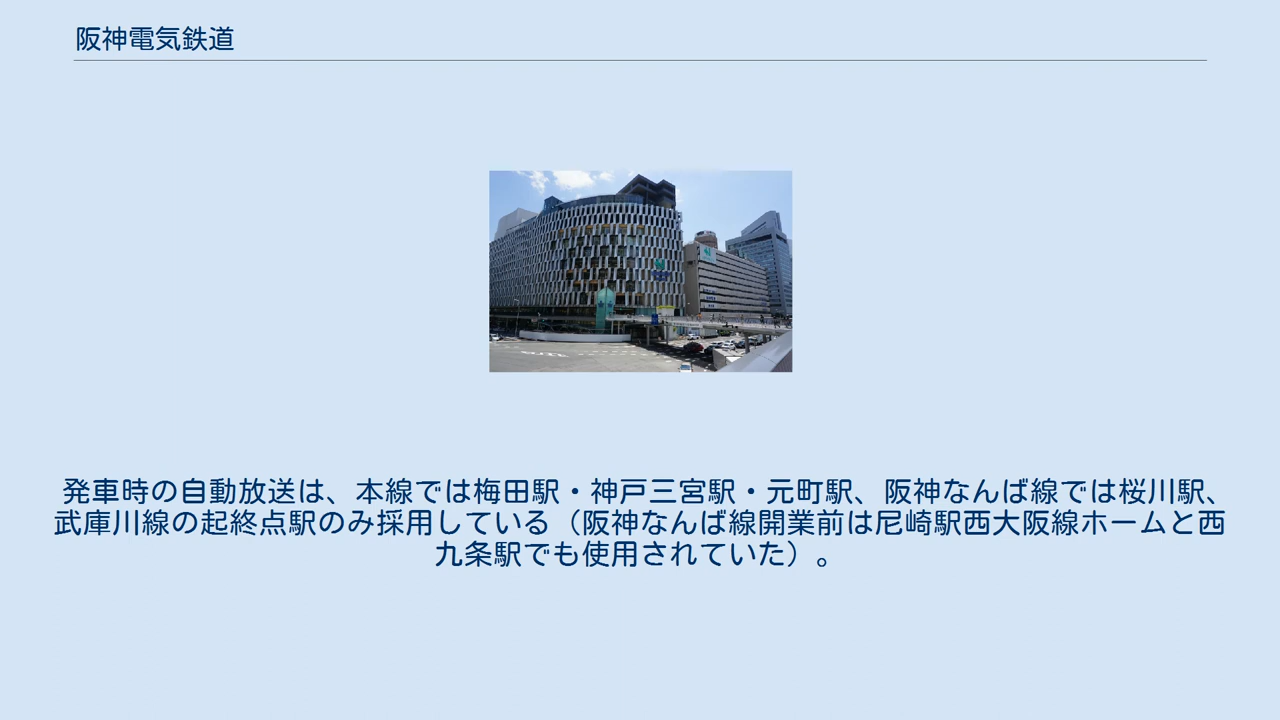 阪神電気鉄道
発車時の自動放送は、本線では梅田駅・神戸三宮駅・元町駅、阪神なんば線では桜川駅、
武庫川線の起終点駅のみ採用している（阪神なんば線開業前は尼崎駅西大阪線ホームと西
九条駅でも使用されていた）。